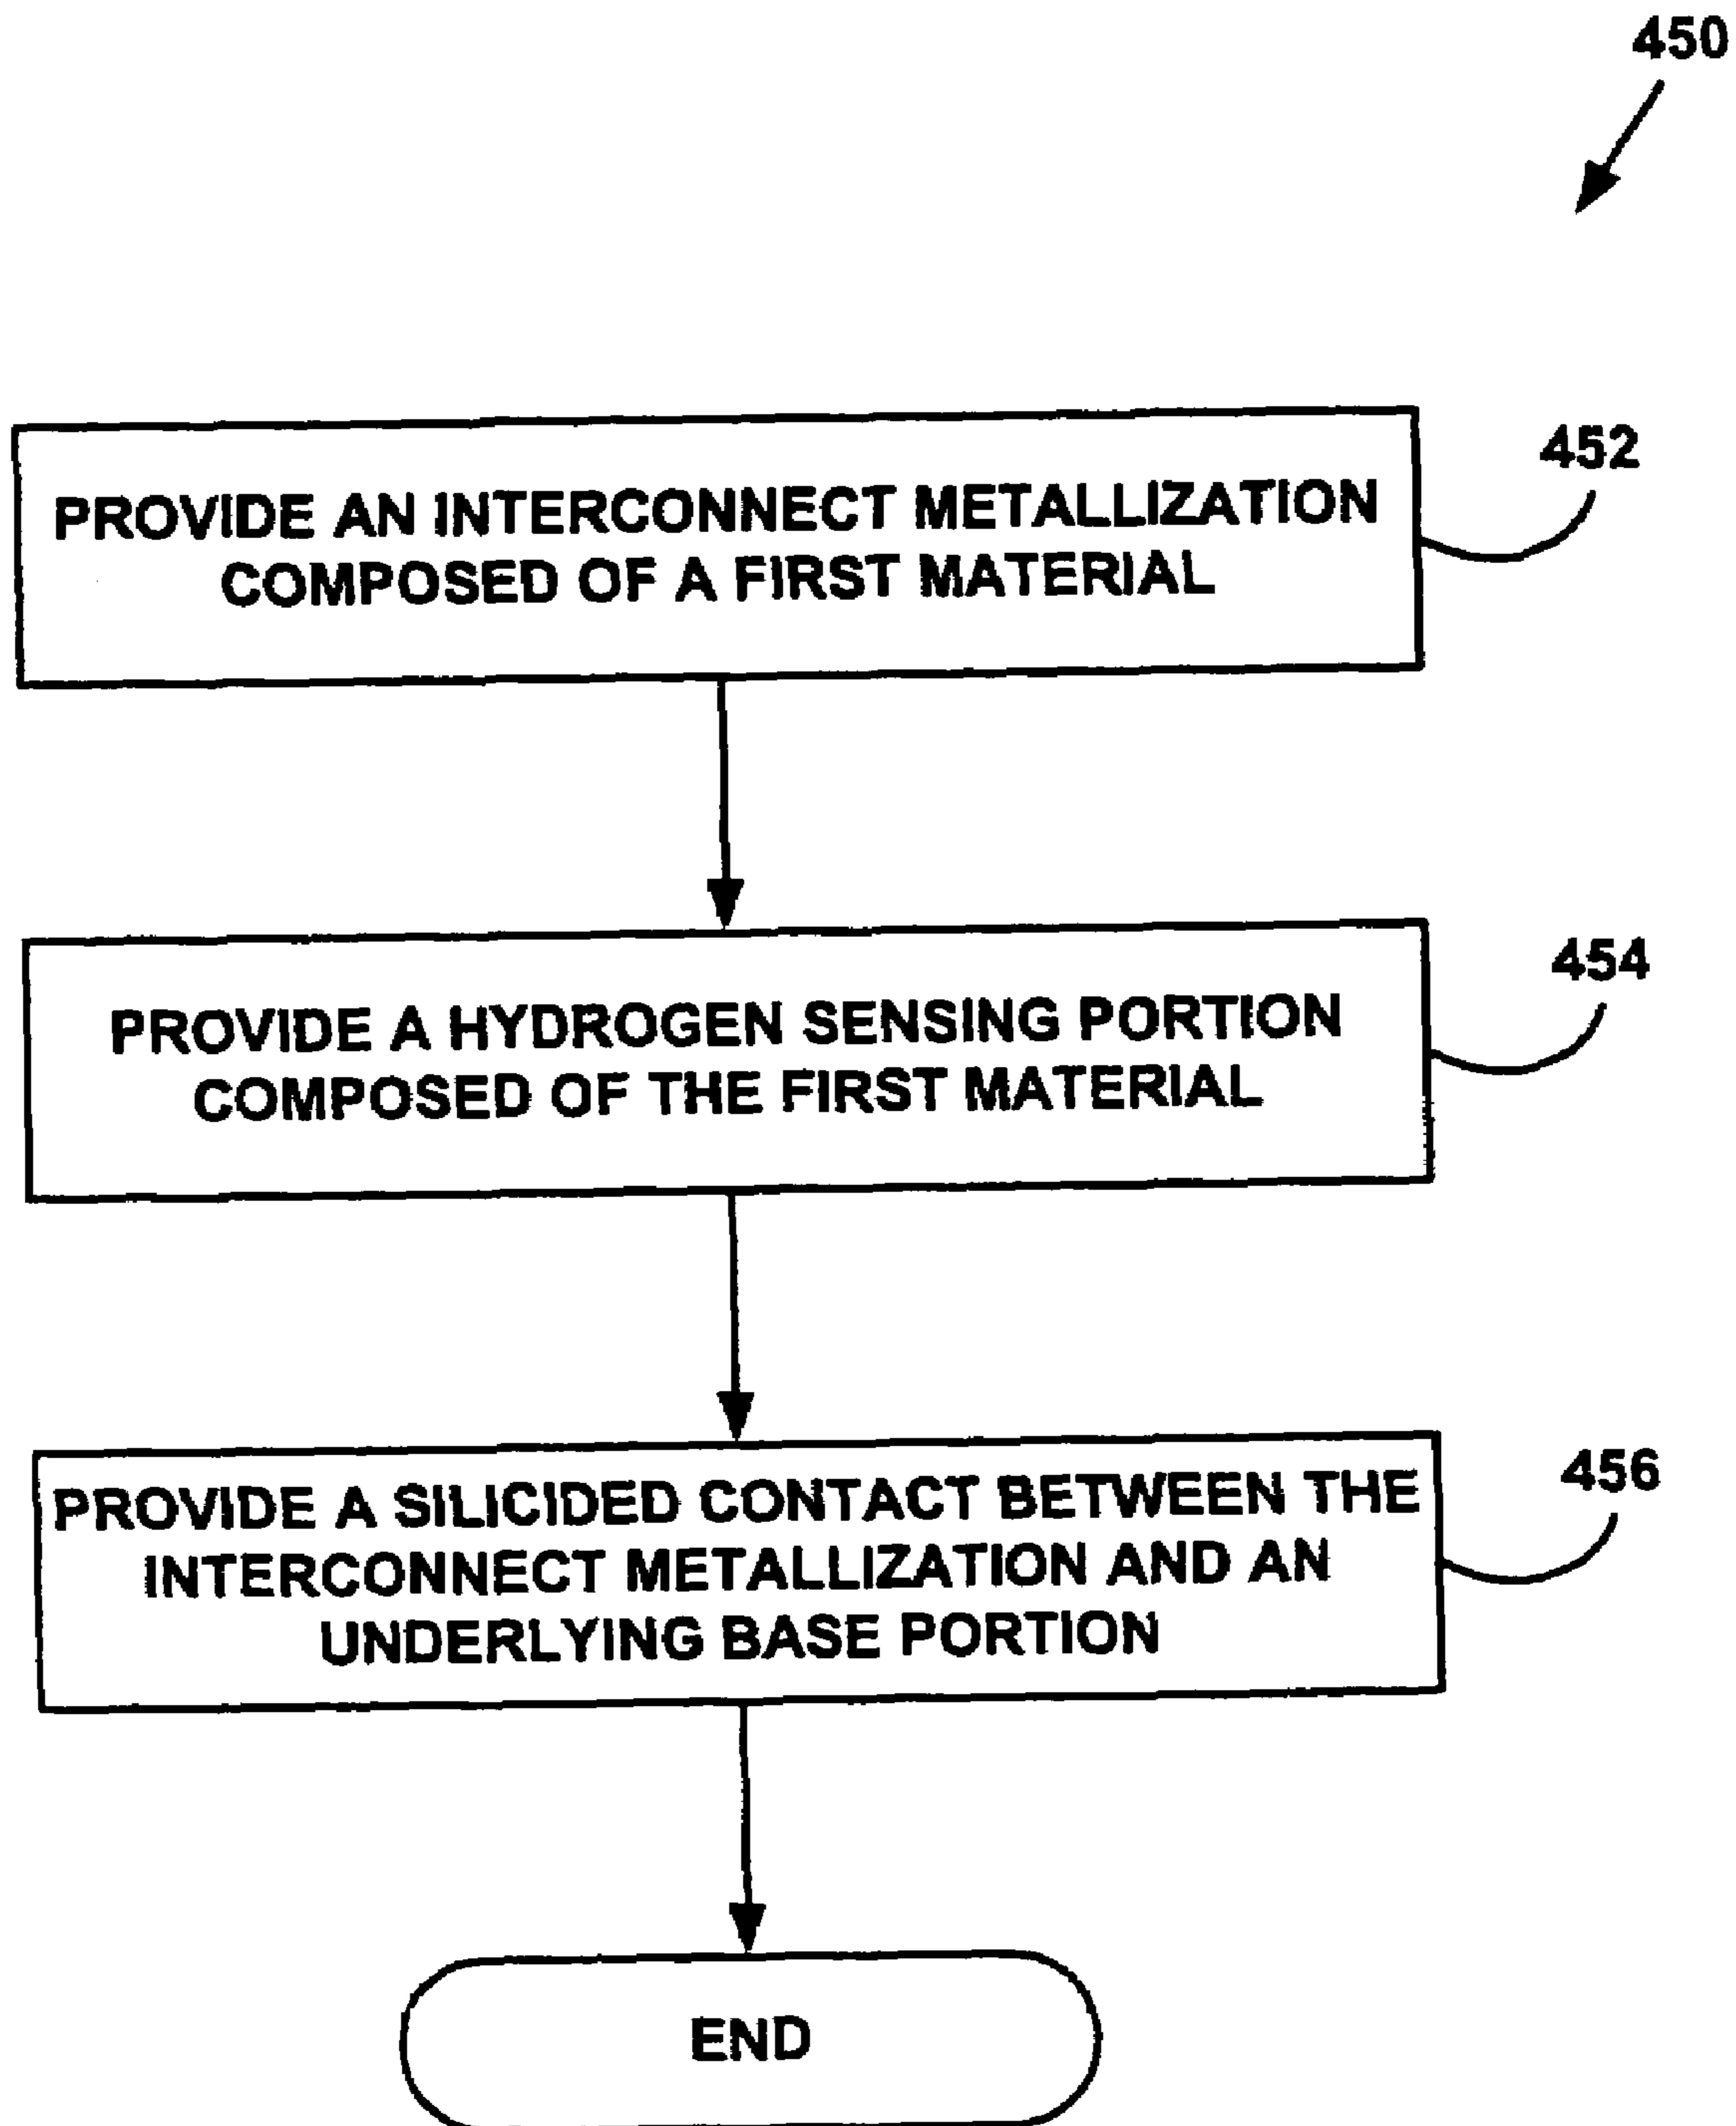 450
PROVIDE AN INTERCONNECT METALLIZATION
COMPOSED OF A FIRST MATERIAL
452
PROVIDE A HYDROGEN SENSING PORTION
COMPOSED OF THE FIRST MATERIAL
454
PROVIDE A SILICIDED CONTACT BETWEEN THE
INTERCONNECT METALLIZATION AND AN
UNDERLYING BASE PORTION
456
END